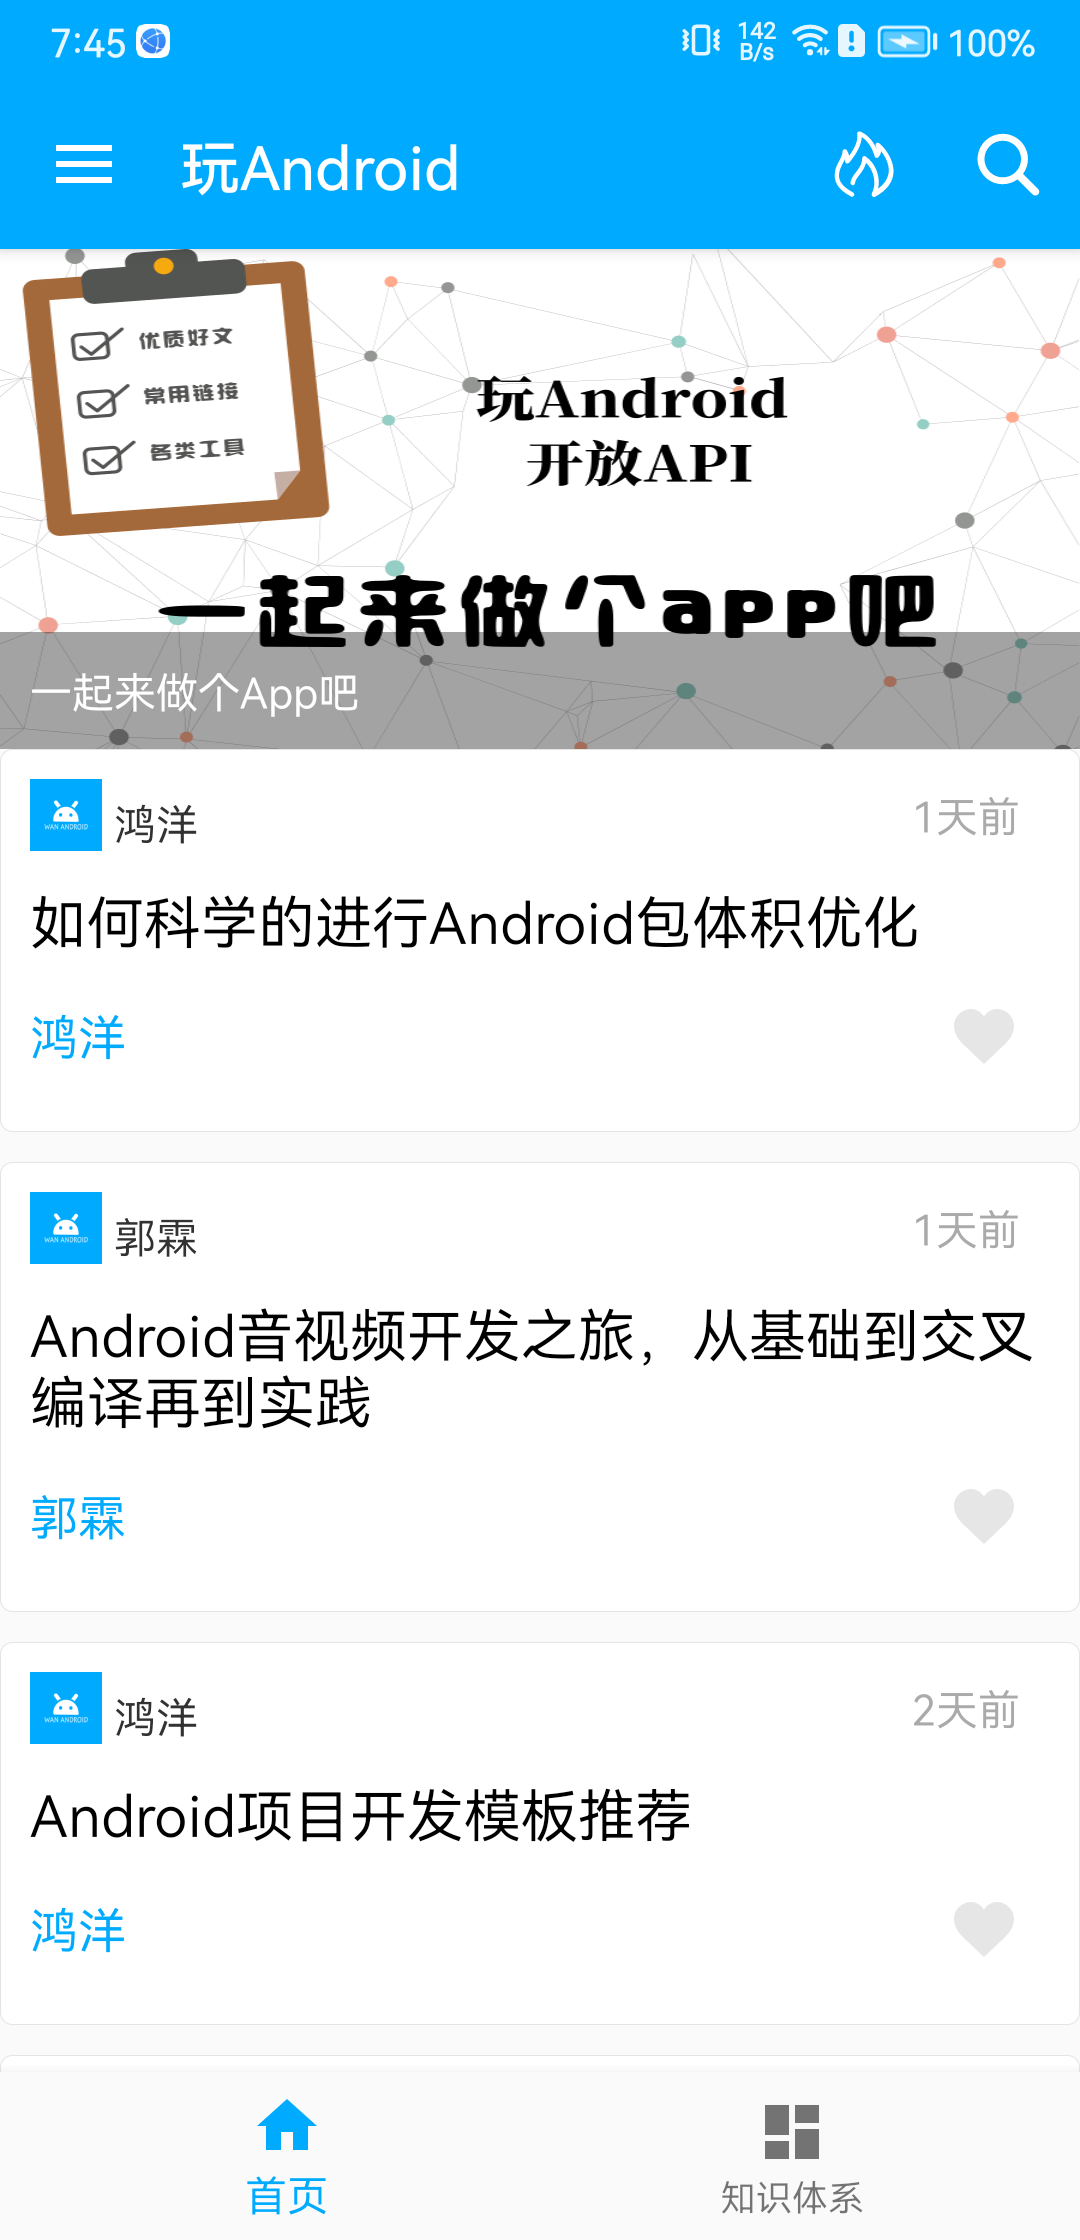 7:45
142
B/s
100%
玩Android
优质好文
常用链接
各类工具
玩Android
开放API
一起来做个app吧
一起来做个App吧
WAN ANDROID
鸿洋
1天前
如何科学的进行Android包体积优化
鸿洋
WAN ANDROID
郭霖
1天前
Android音视频开发之旅，从基础到交叉
编译再到实践
郭霖
WAN ANDROID
鸿洋
2天前
Android项目开发模板推荐
鸿洋
首页
知识体系